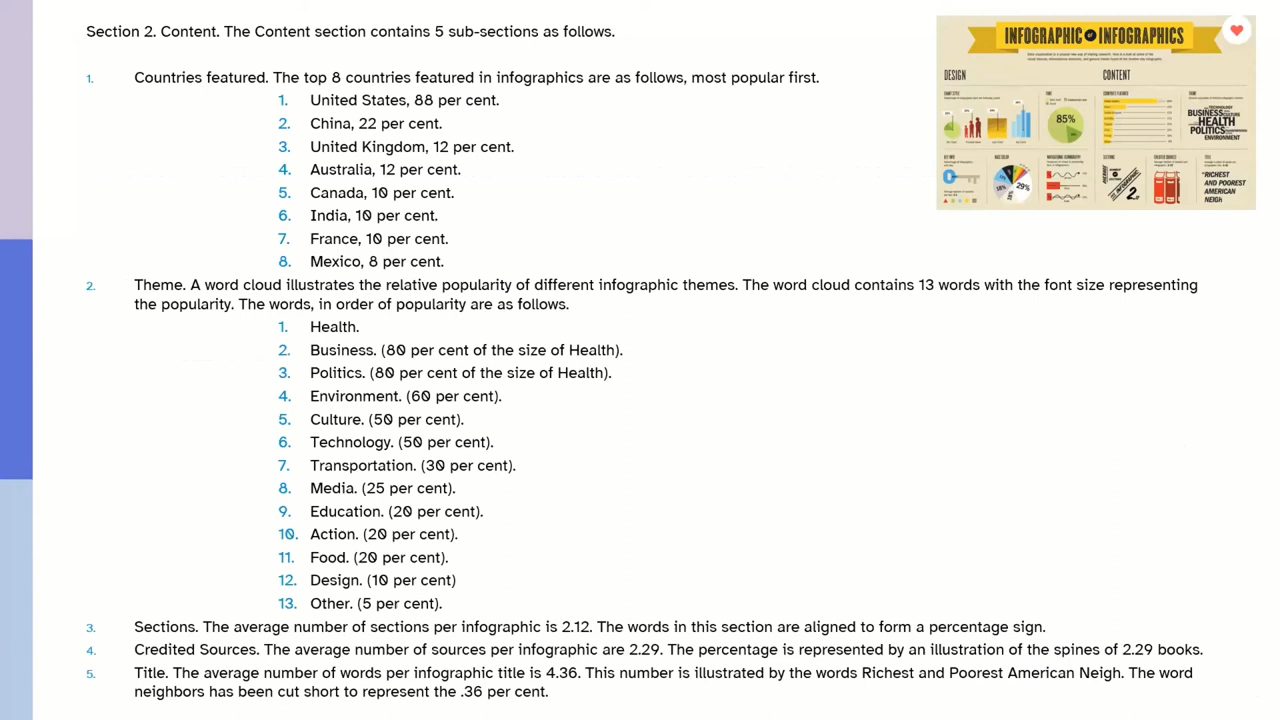 Section 2. Content. The Content section contains 5 sub-sections as follows.
1. Countries featured. The top 8 countries featured in infographics are as follows, most popular first.
1. United States, 88 per cent.
2. China, 22 per cent.
3. United Kingdom, 12 per cent.
4. Australia, 12 per cent.
5. Canada, 10 per cent.
6. India, 10 per cent.
7. France, 10 per cent.
8. Mexico, 8 per cent.
2. Theme. A word cloud illustrates the relative popularity of different infographic themes. The word cloud contains 13 words with the font size representing
the popularity. The words, in order of popularity are as follows.
1. Health.
2. Business. (80 per cent of the size of Health).
3. Politics. (80 per cent of the size of Health).
4. Environment. (60 per cent).
5. Culture. (50 per cent).
6. Technology. (50 per cent).
7. Transportation. (30 per cent).
8. Media. (25 per cent).
9. Education. (20 per cent).
10. Action. (20 per cent).
11. Food. (20 per cent).
12. Design. (10 per cent)
13. Other. (5 per cent).
3. Sections. The average number of sections per infographic is 2.12. The words in this section are aligned to form a percentage sign.
4. Credited Sources. The average number of sources per infographic are 2.29. The percentage is represented by an illustration of the spines of 2.29 books.
5. Title. The average number of words per infographic title is 4.36. This number is illustrated by the words Richest and Poorest American Neigh. The word
neighbors has been cut short to represent the .36 per cent.
INFOGRAPHIC of INFOGRAPHICS
DESIGN
CONTENT
85%
TECHNOLOGY
BUSINESS CULTURE
HEALTH
POLITICS
ENVIRONMENT
29%
"RICHEST
AND POOREST
AMERICAN
NEIGH